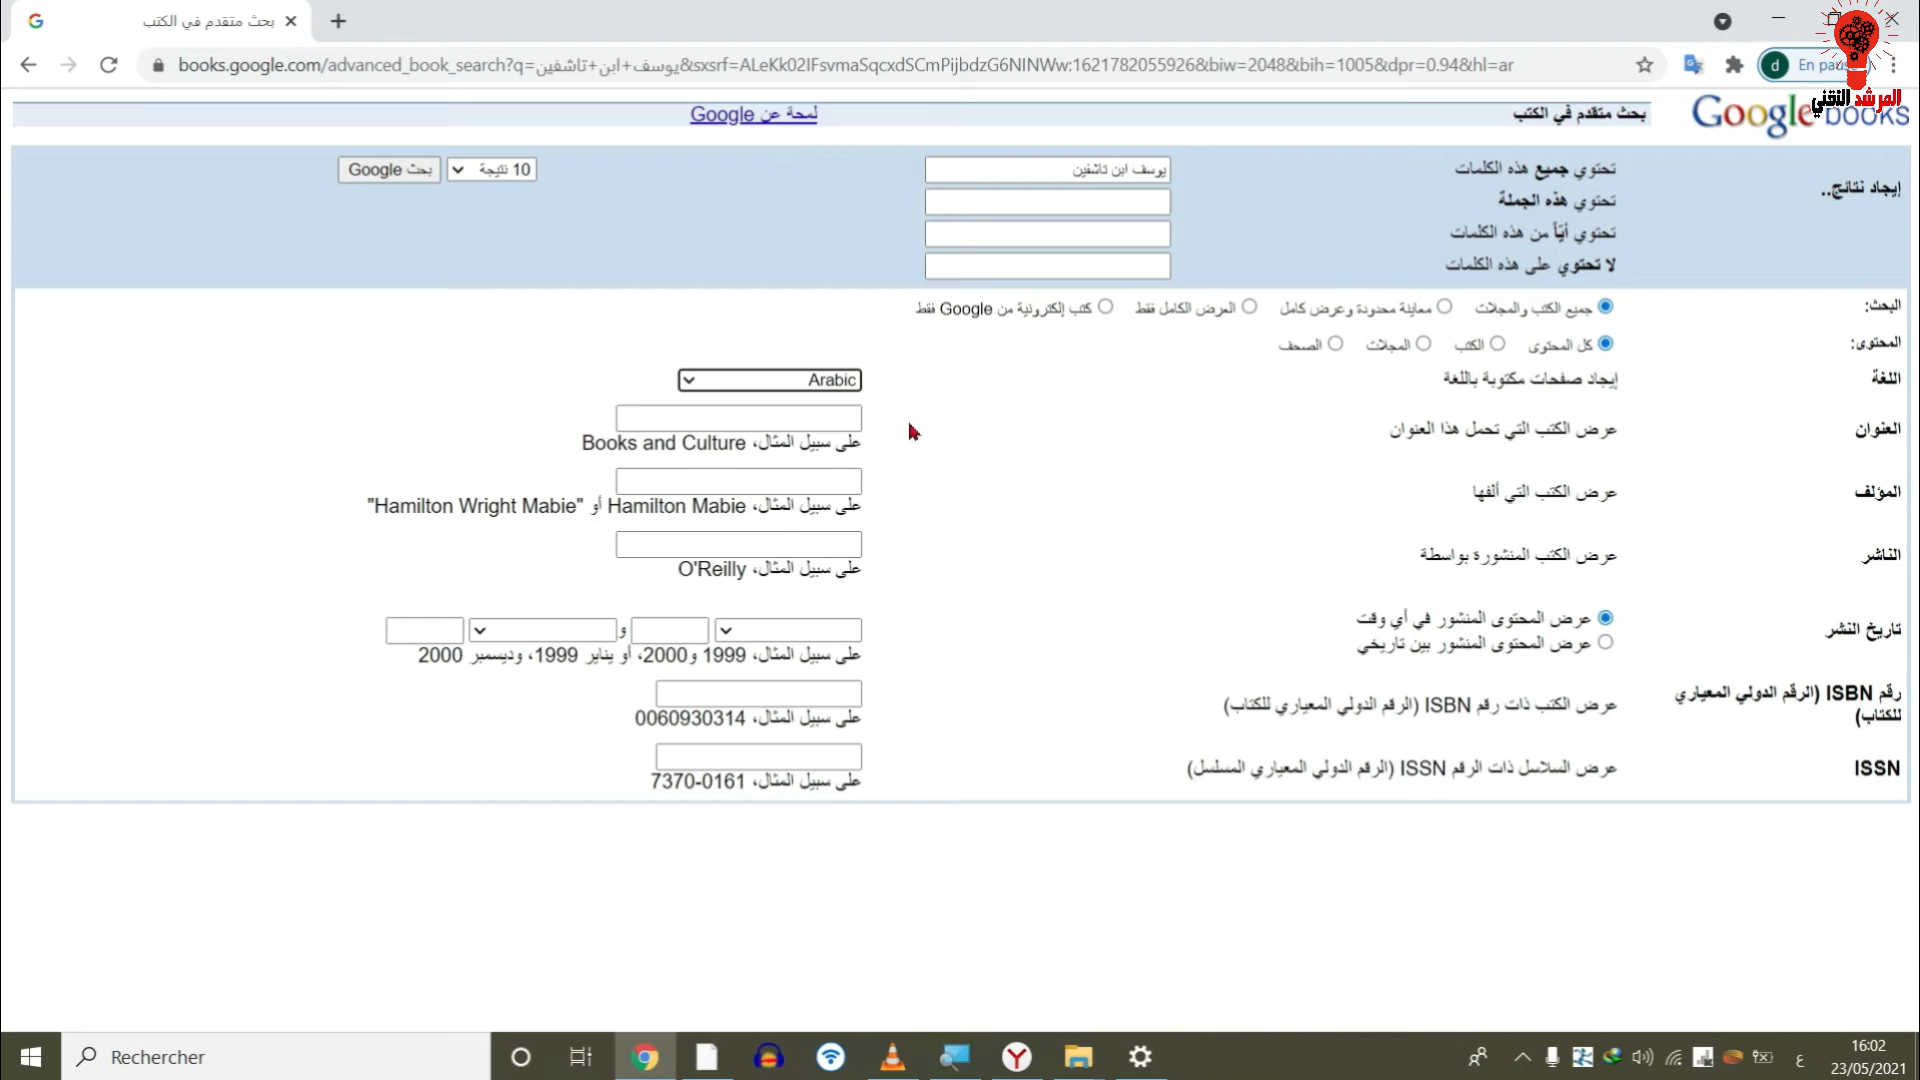 بحث متقدم في الكتب
books.google.com/advanced_book_search?q=يوسف+ابن+تاشفين&sxsrf=ALeKk02IFsvmaSqcxdSCmPijbdzG6NINWw:1621782055926&biw=2048&bih=1005&dpr=0.94&hl=ar
d En pause
المرشد التقني
Google books
بحث متقدم في الكتب
لمحة عن Google
إيجاد نتائج..
تحتوي جميع هذه الكلمات
يوسف ابن تاشفين
10 نتيجة
بحث Google
تحتوي هذه الجملة
تحتوي أيًا من هذه الكلمات
لا تحتوي على هذه الكلمات
البحث: جميع الكتب والمجلات معاينة محدودة وعرض كامل العرض الكامل فقط كتب إلكترونية من Google فقط
المحتوى: كل المحتوى الكتب المجلات الصحف
اللغة إيجاد صفحات مكتوبة باللغة Arabic
العنوان عرض الكتب التي تحمل هذا العنوان
على سبيل المثال، Books and Culture
المؤلف عرض الكتب التي ألفها
على سبيل المثال، Hamilton Mabie أو "Hamilton Wright Mabie"
الناشر عرض الكتب المنشورة بواسطة
على سبيل المثال، O'Reilly
تاريخ النشر
عرض المحتوى المنشور في أي وقت
عرض المحتوى المنشور بين تاريخي
و
على سبيل المثال، 1999 و2000، أو يناير 1999، وديسمبر 2000
رقم ISBN (الرقم الدولي المعياري للكتاب)
عرض الكتب ذات رقم ISBN (الرقم الدولي المعياري للكتاب)
على سبيل المثال، 0060930314
ISSN عرض السلاسل ذات الرقم ISSN (الرقم الدولي المعياري المسلسل)
على سبيل المثال، 0161-7370
Rechercher
ع
16:02
23/05/2021